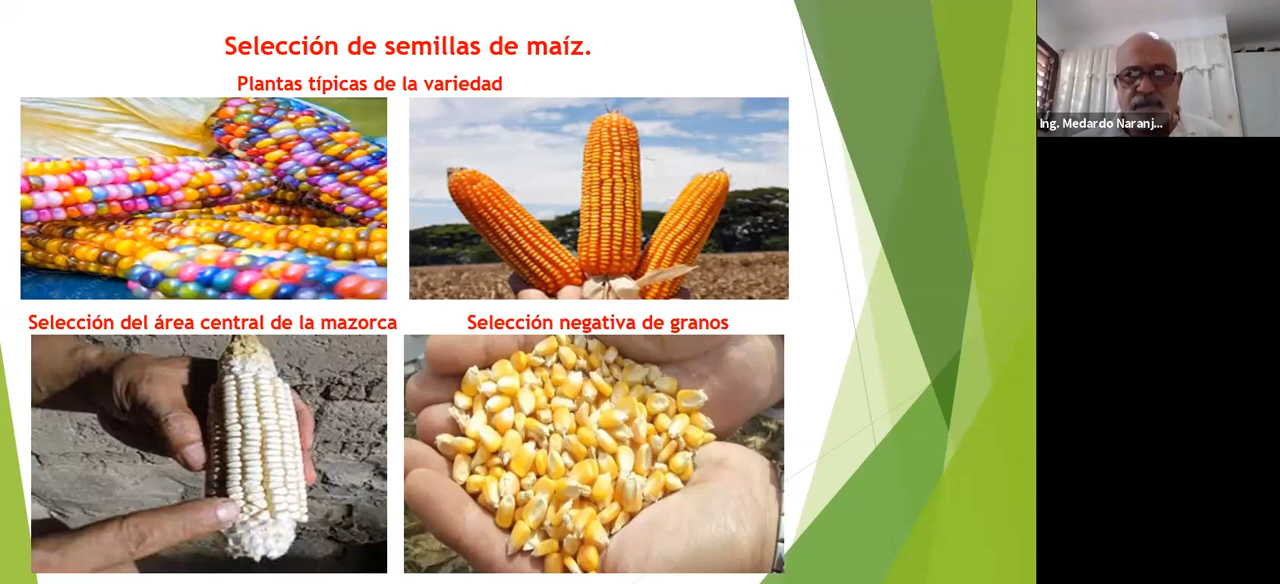 Selección de semillas de maíz.
Plantas típicas de la variedad
Selección del área central de la mazorca
Selección negativa de granos
Ing. Medardo Naranj...